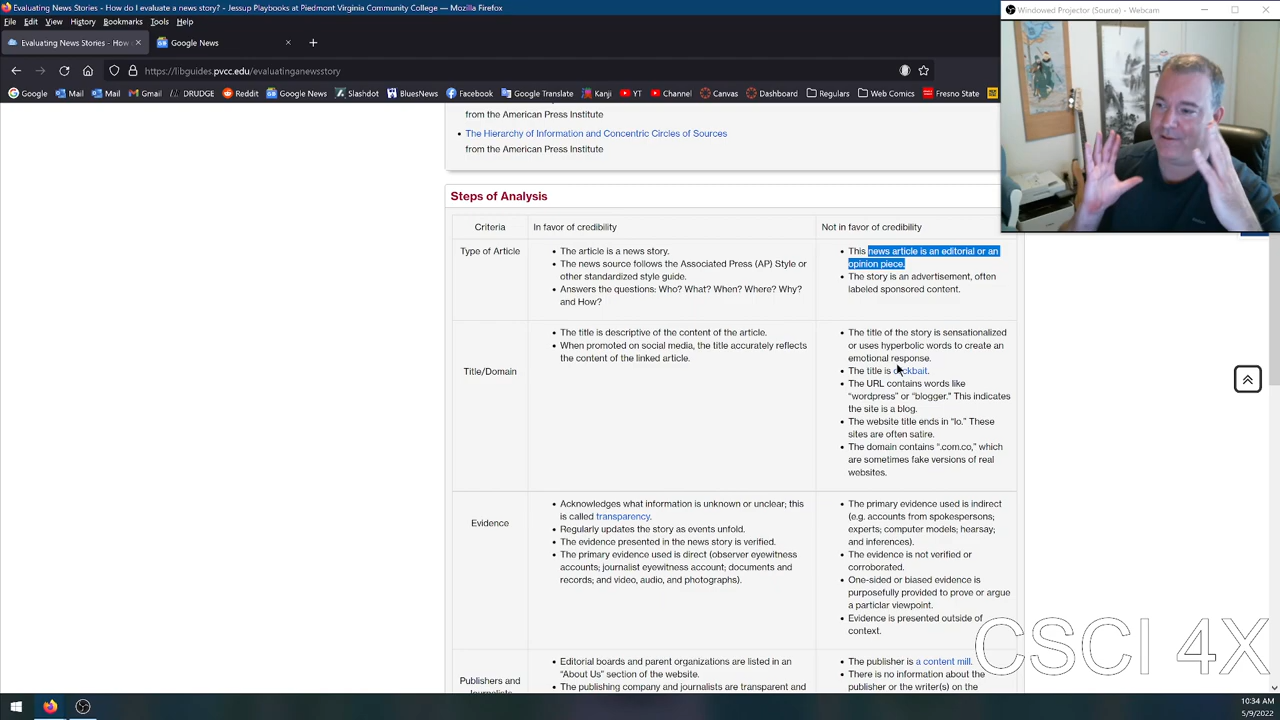 Evaluating News Stories - How do I evaluate a news story? - Jessup Playbooks at Piedmont Virginia Community College - Mozilla Firefox
Windowed Projector (Source) - Webcam
File Edit View History Bookmarks Tools Help
Evaluating News Stories - How
Google News
https://libguides.pvcc.edu/evaluatinganewsstory
Google Mail Mail Gmail DRUDGE Reddit Google News Slashdot BluesNews Facebook Google Translate Kanji YT Channel Canvas Dashboard Regulars Web Comics Fresno State
from the American Press Institute
The Hierarchy of Information and Concentric Circles of Sources
from the American Press Institute
Steps of Analysis
Criteria
In favor of credibility
Not in favor of credibility
Type of Article
The article is a news story.
The news source follows the Associated Press (AP) Style or
other standardized style guide.
Answers the questions: Who? What? When? Where? Why?
and How?
This news article is an editorial or an
opinion piece.
The story is an advertisement, often
labeled sponsored content.
Title/Domain
The title is descriptive of the content of the article.
When promoted on social media, the title accurately reflects
the content of the linked article.
The title of the story is sensationalized
or uses hyperbolic words to create an
emotional response.
The title is clickbait.
The URL contains words like
“wordpress” or “blogger.” This indicates
the site is a blog.
The website title ends in “lo.” These
sites are often satire.
The domain contains “.com.co,” which
are sometimes fake versions of real
websites.
Evidence
Acknowledges what information is unknown or unclear; this
is called transparency.
Regularly updates the story as events unfold.
The evidence presented in the news story is verified.
The primary evidence used is direct (observer eyewitness
accounts; journalist eyewitness account; documents and
records; and video, audio, and photographs).
The primary evidence used is indirect
(e.g. accounts from spokespersons;
experts; computer models; hearsay;
and inferences).
The evidence is not verified or
corroborated.
One-sided or biased evidence is
purposefully provided to prove or argue
a particlar viewpoint.
Evidence is presented outside of
context.
Publishers and
Journalists
Editorial boards and parent organizations are listed in an
“About Us” section of the website.
The publishing company and journalists are transparent and
The publisher is a content mill.
There is no information about the
publisher or the writer(s) on the
CSCI 4X
10:34 AM
5/9/2022